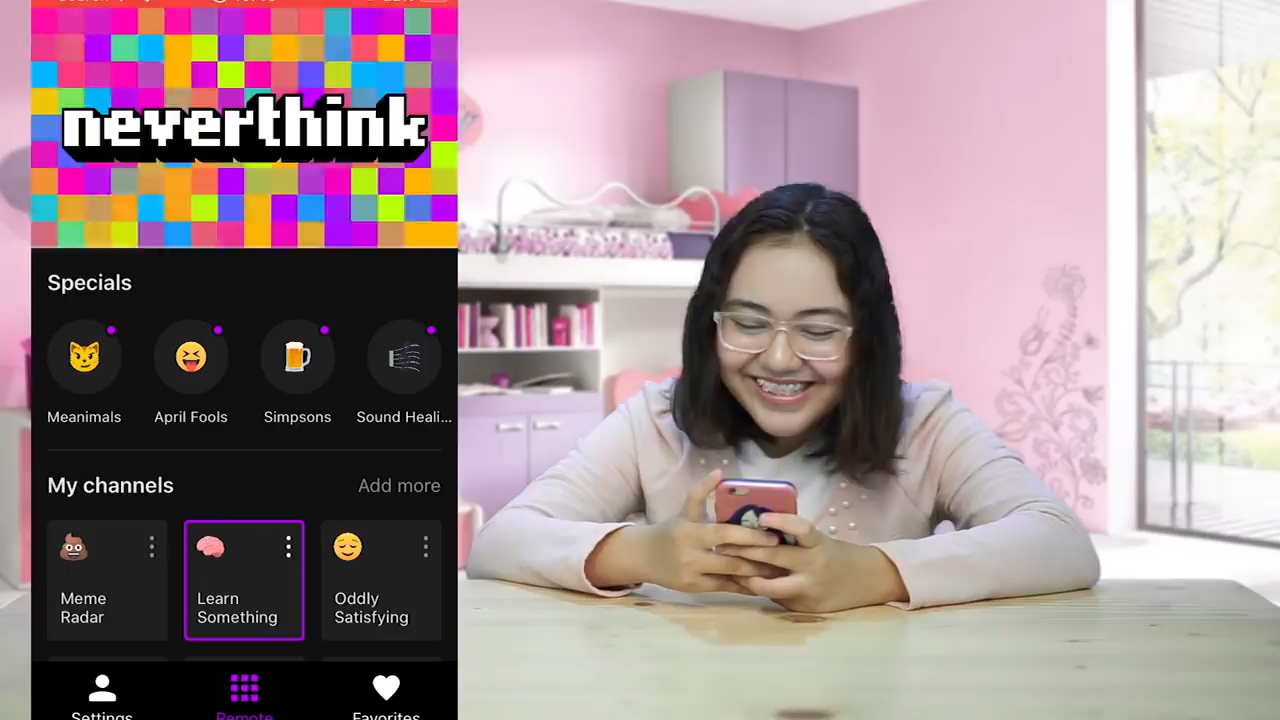 neverthink
Specials
Meanimals
April Fools
Simpsons
Sound Heali...
My channels
Add more
Meme
Radar
Learn
Something
Oddly
Satisfying
Settings
Remote
Favorites